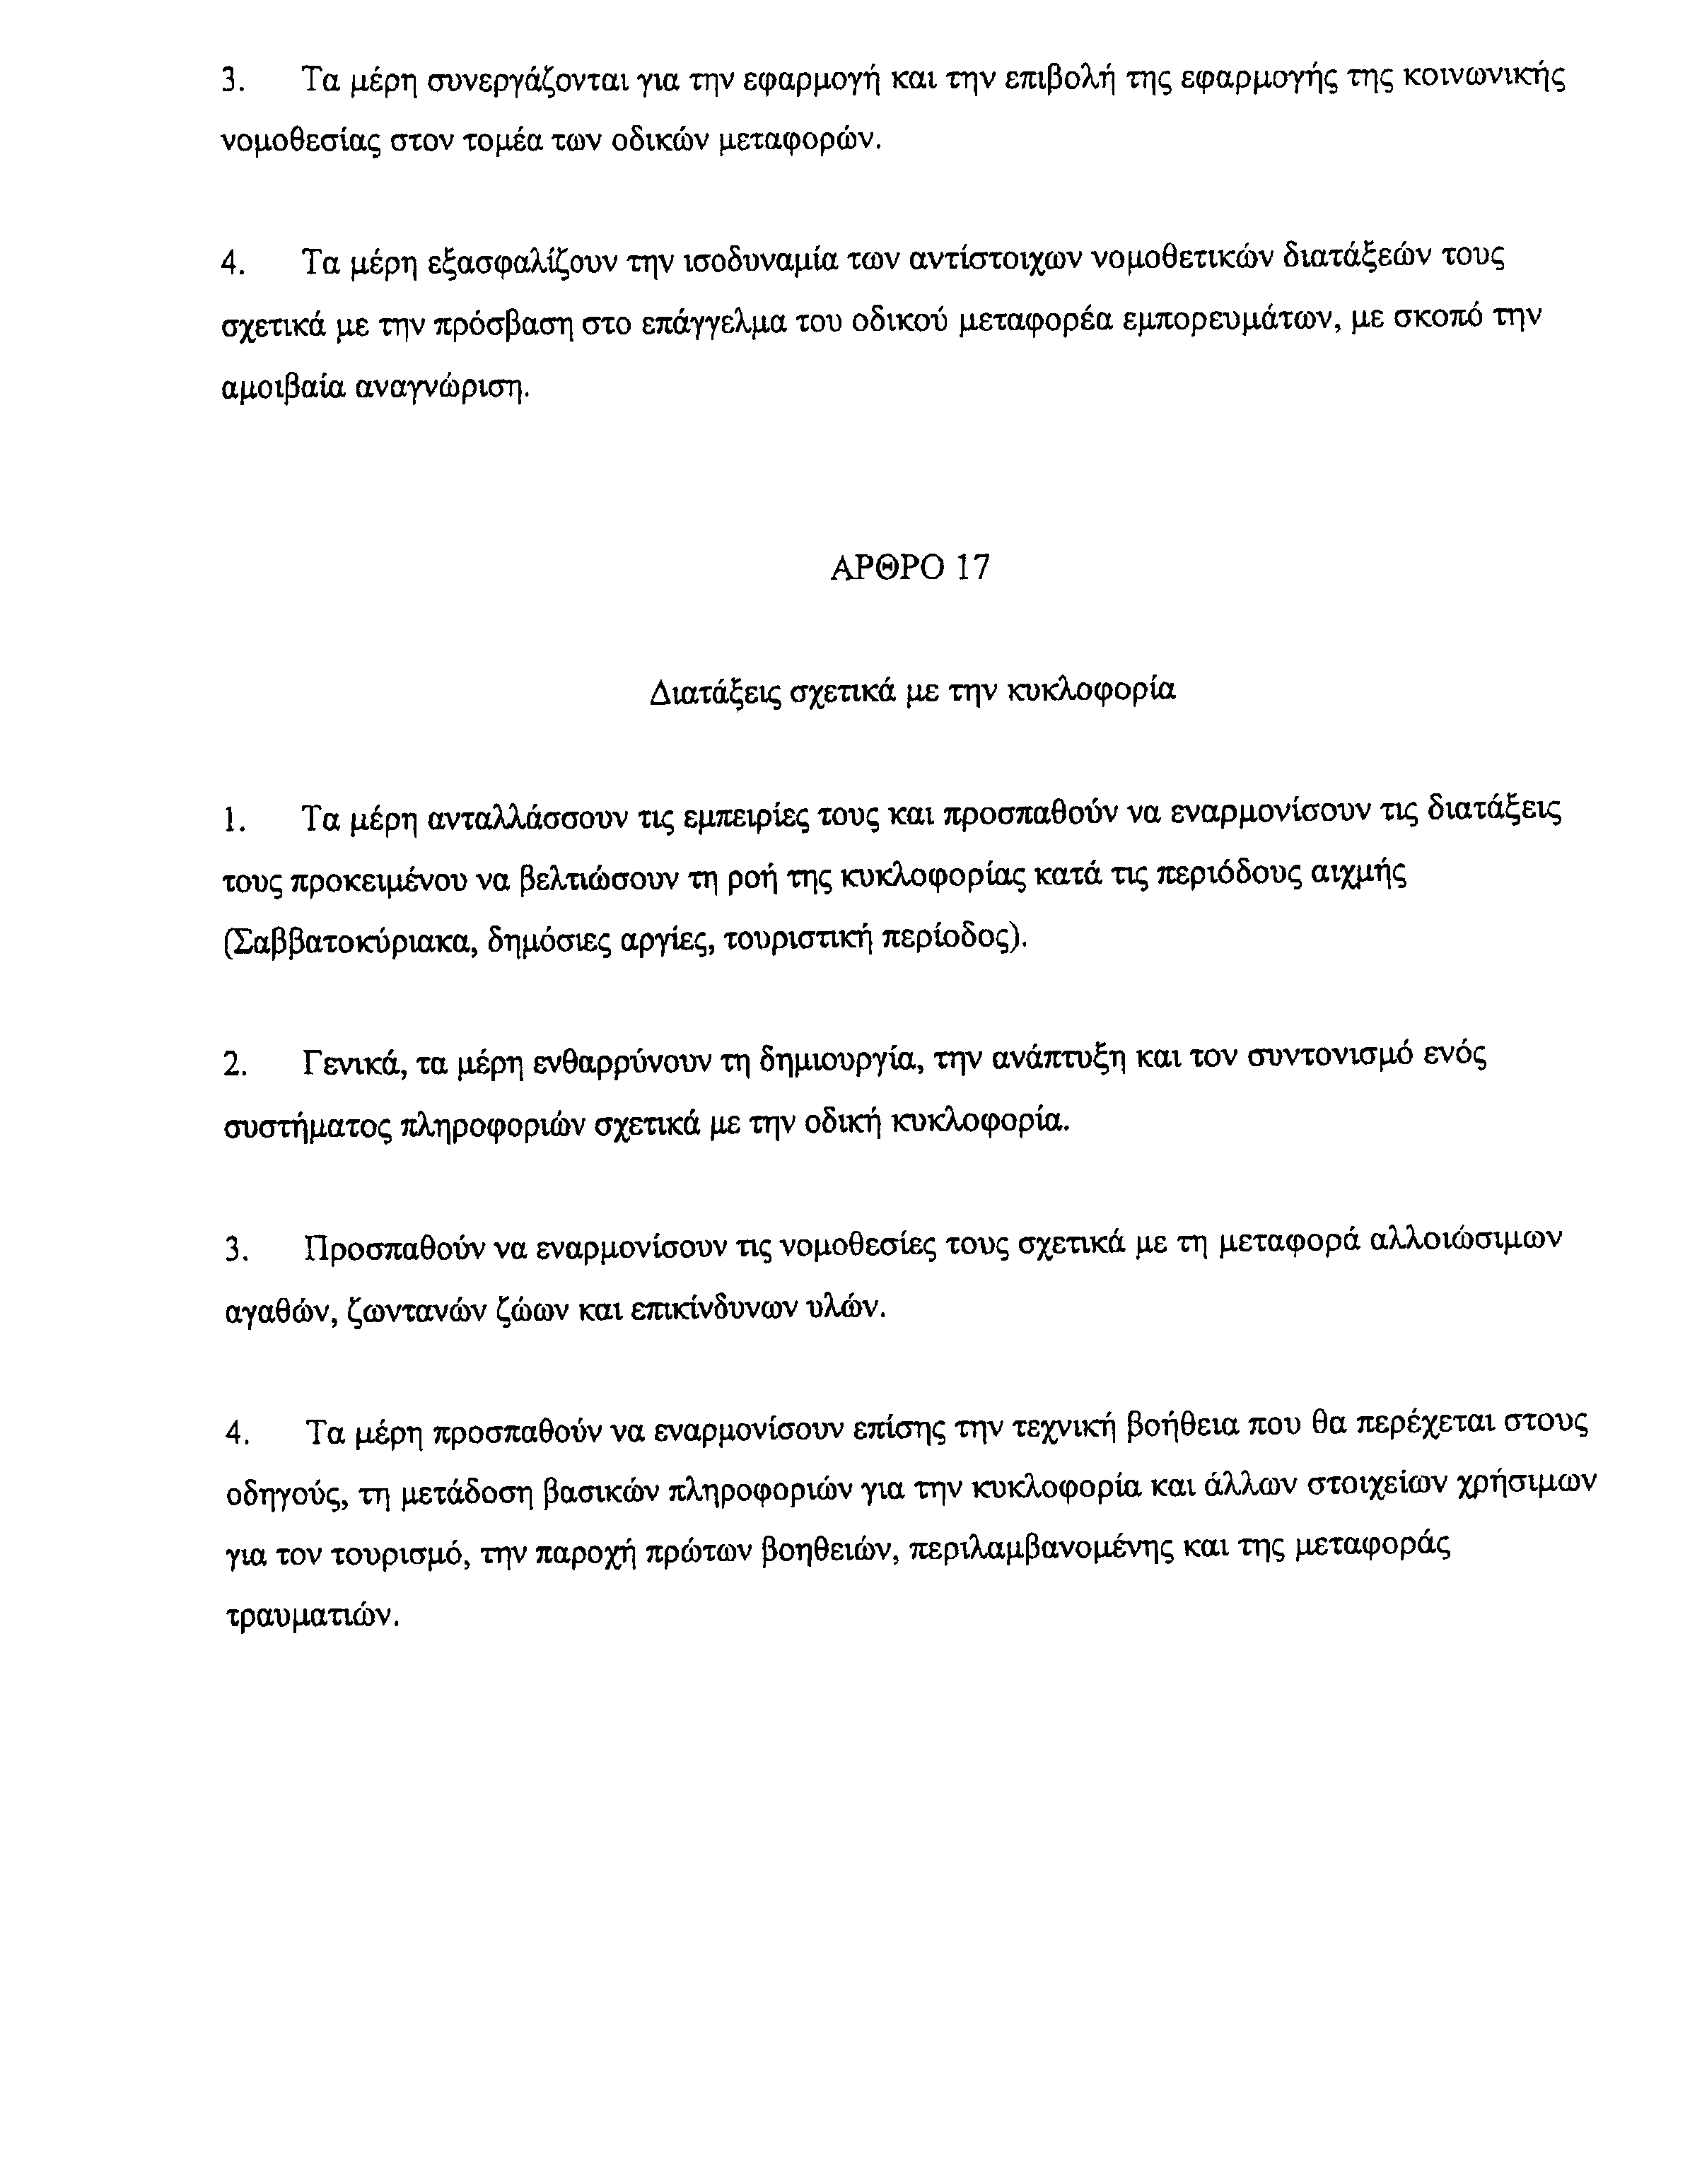 3. Τα μέρη συνεργάζονται για την εφαρμογή και την επιβολή της εφαρμογής της κοινωνικής
νομοθεσίας στον τομέα των οδικών μεταφορών.
4. Τα μέρη εξασφαλίζουν την ισοδυναμία των αντίστοιχων νομοθετικών διατάξεών τους
σχετικά με την πρόσβαση στο επάγγελμα του οδικού μεταφορέα εμπορευμάτων, με σκοπό την
αμοιβαία αναγνώριση.
ΑΡΘΡΟ 17
Διατάξεις σχετικά με την κυκλοφορία
1. Τα μέρη ανταλλάσσουν τις εμπειρίες τους και προσπαθούν να εναρμονίσουν τις διατάξεις
τους προκειμένου να βελτιώσουν τη ροή της κυκλοφορίας κατά τις περιόδους αιχμής
(Σαββατοκύριακα, δημόσιες αργίες, τουριστική περίοδος).
2. Γενικά, τα μέρη ενθαρρύνουν τη δημιουργία, την ανάπτυξη και τον συντονισμό ενός
συστήματος πληροφοριών σχετικά με την οδική κυκλοφορία.
3. Προσπαθούν να εναρμονίσουν τις νομοθεσίες τους σχετικά με τη μεταφορά αλλοιώσιμων
αγαθών, ζωντανών ζώων και επικίνδυνων υλών.
4. Τα μέρη προσπαθούν να εναρμονίσουν επίσης την τεχνική βοήθεια που θα περέχεται στους
οδηγούς, τη μετάδοση βασικών πληροφοριών για την κυκλοφορία και άλλων στοιχείων χρήσιμων
για τον τουρισμό, την παροχή πρώτων βοηθειών, περιλαμβανομένης και της μεταφοράς
τραυματιών.